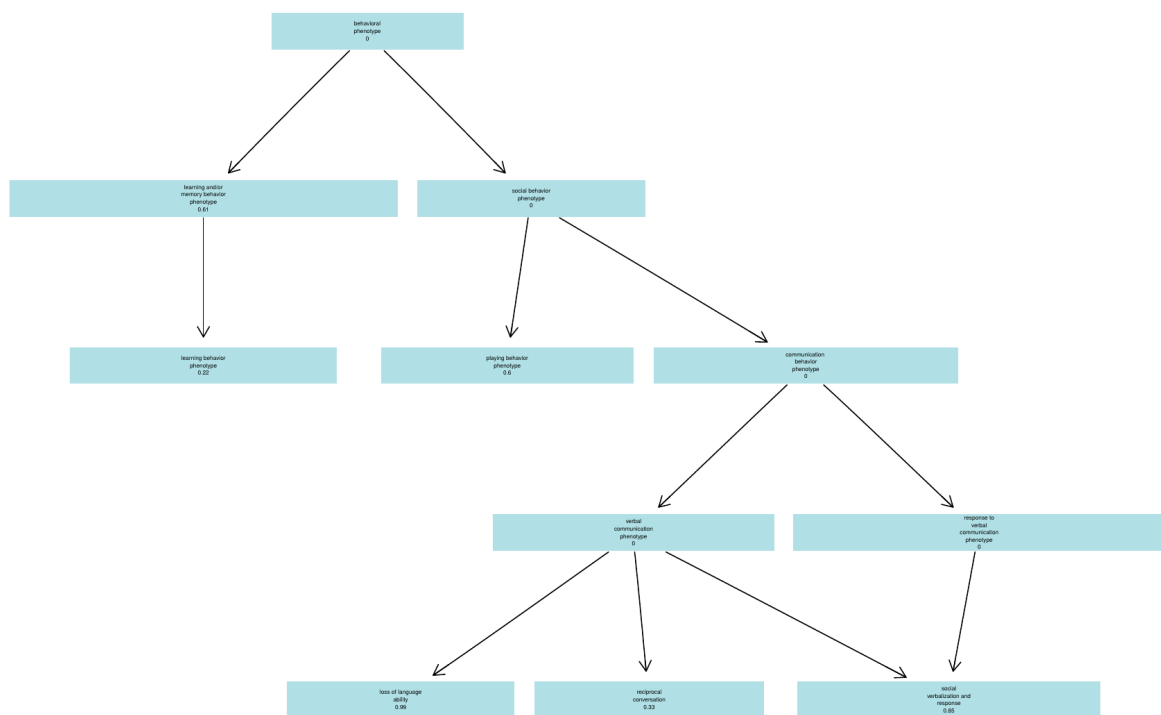 behavioral
phenotype
0
learning and/or
memory behavior
phenotype
0.61
social behavior
phenotype
0
learning behavior
phenotype
0.22
playing behavior
phenotype
0.6
communication
behavior
phenotype
0
verbal
communication
phenotype
0
response to
verbal
communication
phenotype
0
loss of language
ability
0.99
reciprocal
conversation
0.33
social
verbalization and
response
0.85